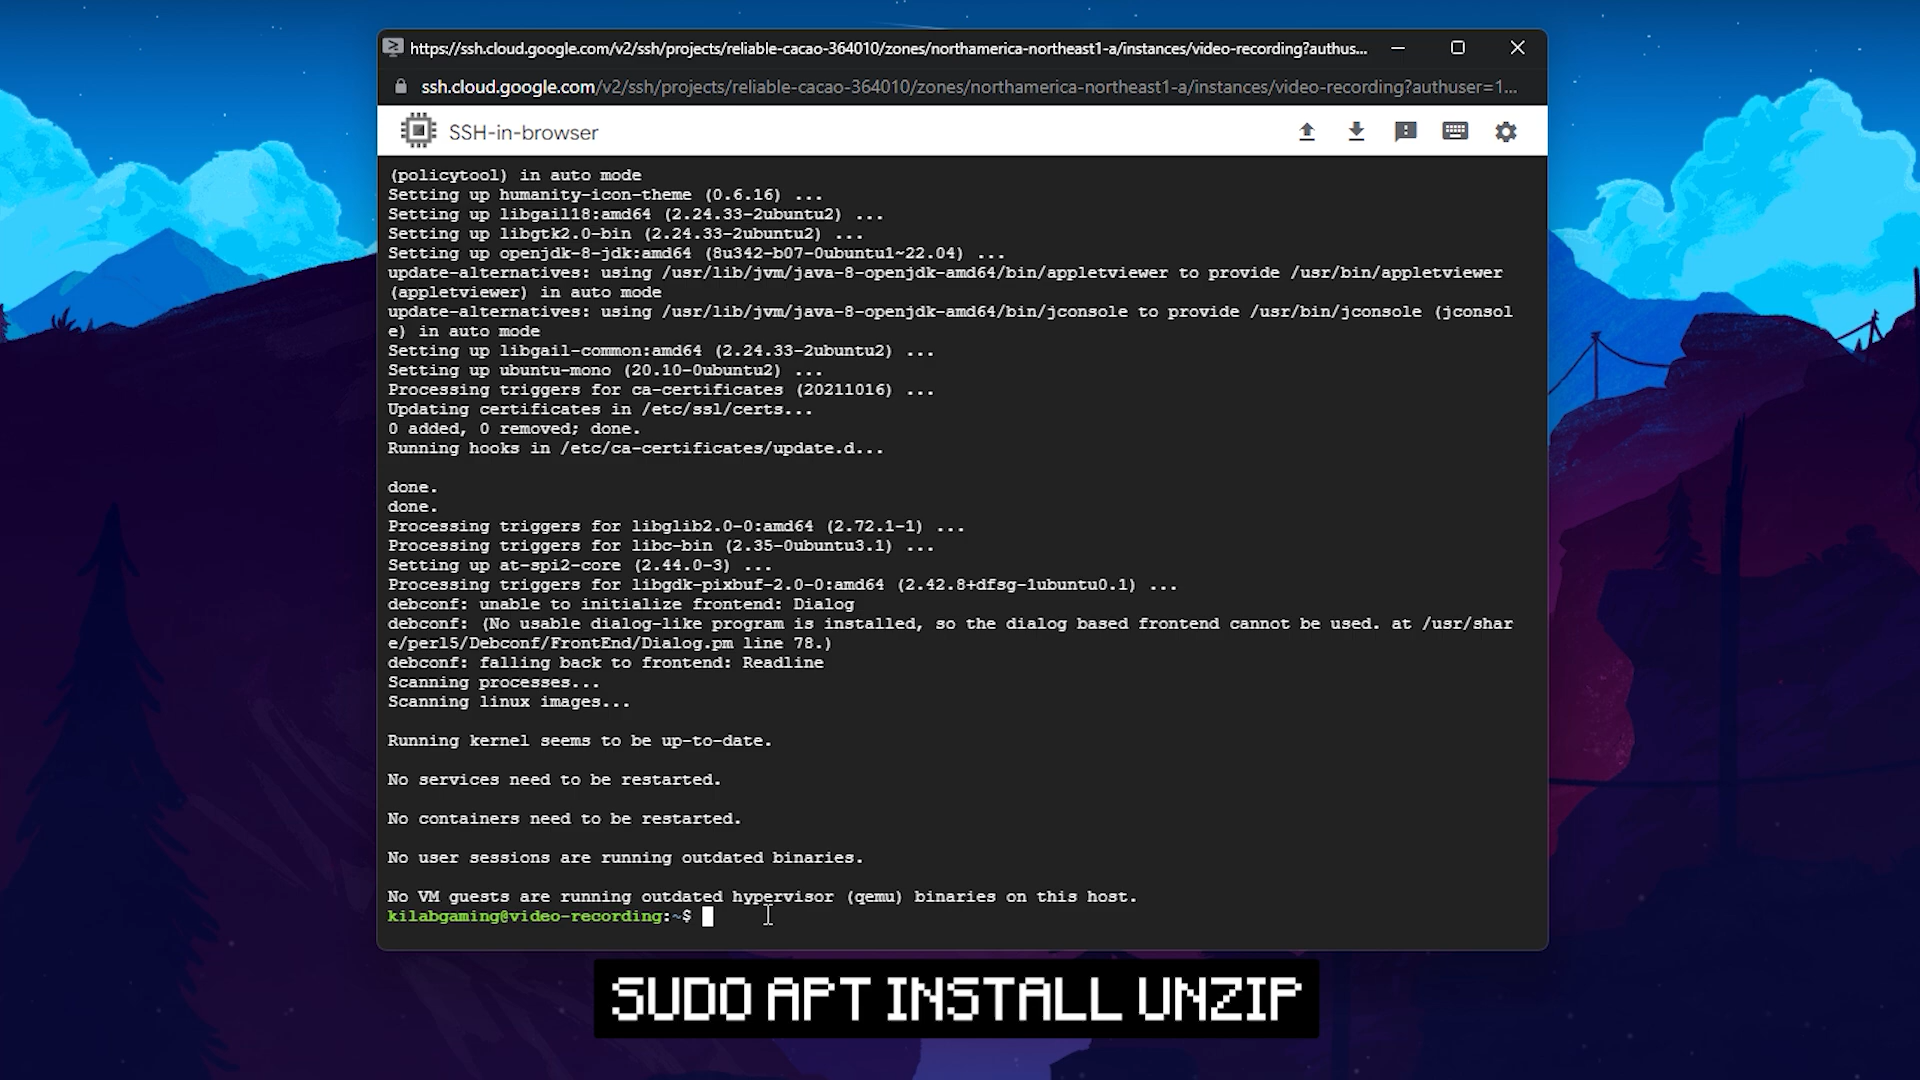 https://ssh.cloud.google.com/v2/ssh/projects/reliable-cacao-364010/zones/northamerica-northeast1-a/instances/video-recording?authus...
ssh.cloud.google.com/v2/ssh/projects/reliable-cacao-364010/zones/northamerica-northeast1-a/instances/video-recording?authuser=1...
SSH-in-browser
(policytool) in auto mode
Setting up humanity-icon-theme (0.6.16) ...
Setting up libgail18:amd64 (2.24.33-2ubuntu2) ...
Setting up libgtk2.0-bin (2.24.33-2ubuntu2) ...
Setting up openjdk-8-jdk:amd64 (8u342-b07-0ubuntu1~22.04) ...
update-alternatives: using /usr/lib/jvm/java-8-openjdk-amd64/bin/appletviewer to provide /usr/bin/appletviewer
(appletviewer) in auto mode
update-alternatives: using /usr/lib/jvm/java-8-openjdk-amd64/bin/jconsole to provide /usr/bin/jconsole (jconsol
e) in auto mode
Setting up libgail-common:amd64 (2.24.33-2ubuntu2) ...
Setting up ubuntu-mono (20.10-0ubuntu2) ...
Processing triggers for ca-certificates (20211016) ...
Updating certificates in /etc/ssl/certs...
0 added, 0 removed; done.
Running hooks in /etc/ca-certificates/update.d...
done.
done.
Processing triggers for libglib2.0-0:amd64 (2.72.1-1) ...
Processing triggers for libc-bin (2.35-0ubuntu3.1) ...
Setting up at-spi2-core (2.44.0-3) ...
Processing triggers for libgdk-pixbuf-2.0-0:amd64 (2.42.8+dfsg-1ubuntu0.1) ...
debconf: unable to initialize frontend: Dialog
debconf: (No usable dialog-like program is installed, so the dialog based frontend cannot be used. at /usr/shar
e/perl5/Debconf/FrontEnd/Dialog.pm line 78.)
debconf: falling back to frontend: Readline
Scanning processes...
Scanning linux images...
Running kernel seems to be up-to-date.
No services need to be restarted.
No containers need to be restarted.
No user sessions are running outdated binaries.
No VM guests are running outdated hypervisor (qemu) binaries on this host.
kilabgaming@video-recording:~$
SUDO APT INSTALL UNZIP